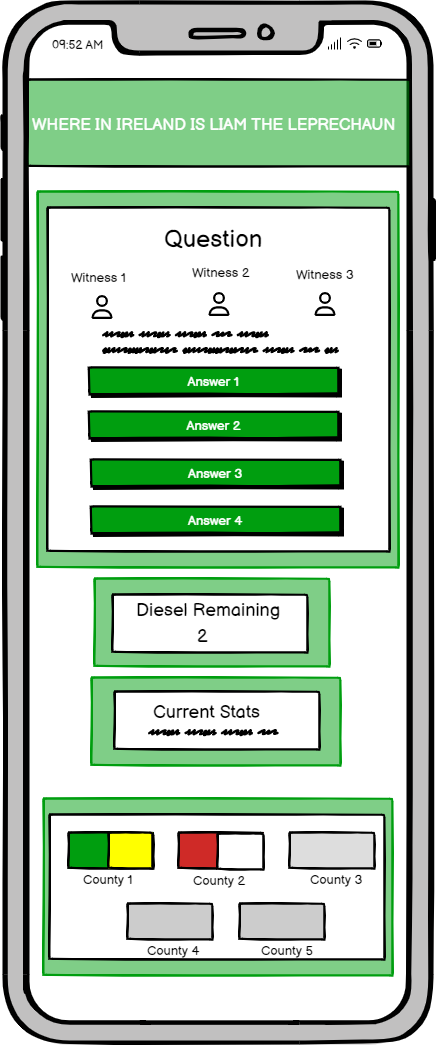 09:52 AM
WHERE IN IRELAND IS LIAM THE LEPRECHAUN
Question
Witness 1 Witness 2 Witness 3
Answer 1
Answer 2
Answer 3
Answer 4
Diesel Remaining
2
Current Stats
County 1 County 2 County 3
County 4 County 5